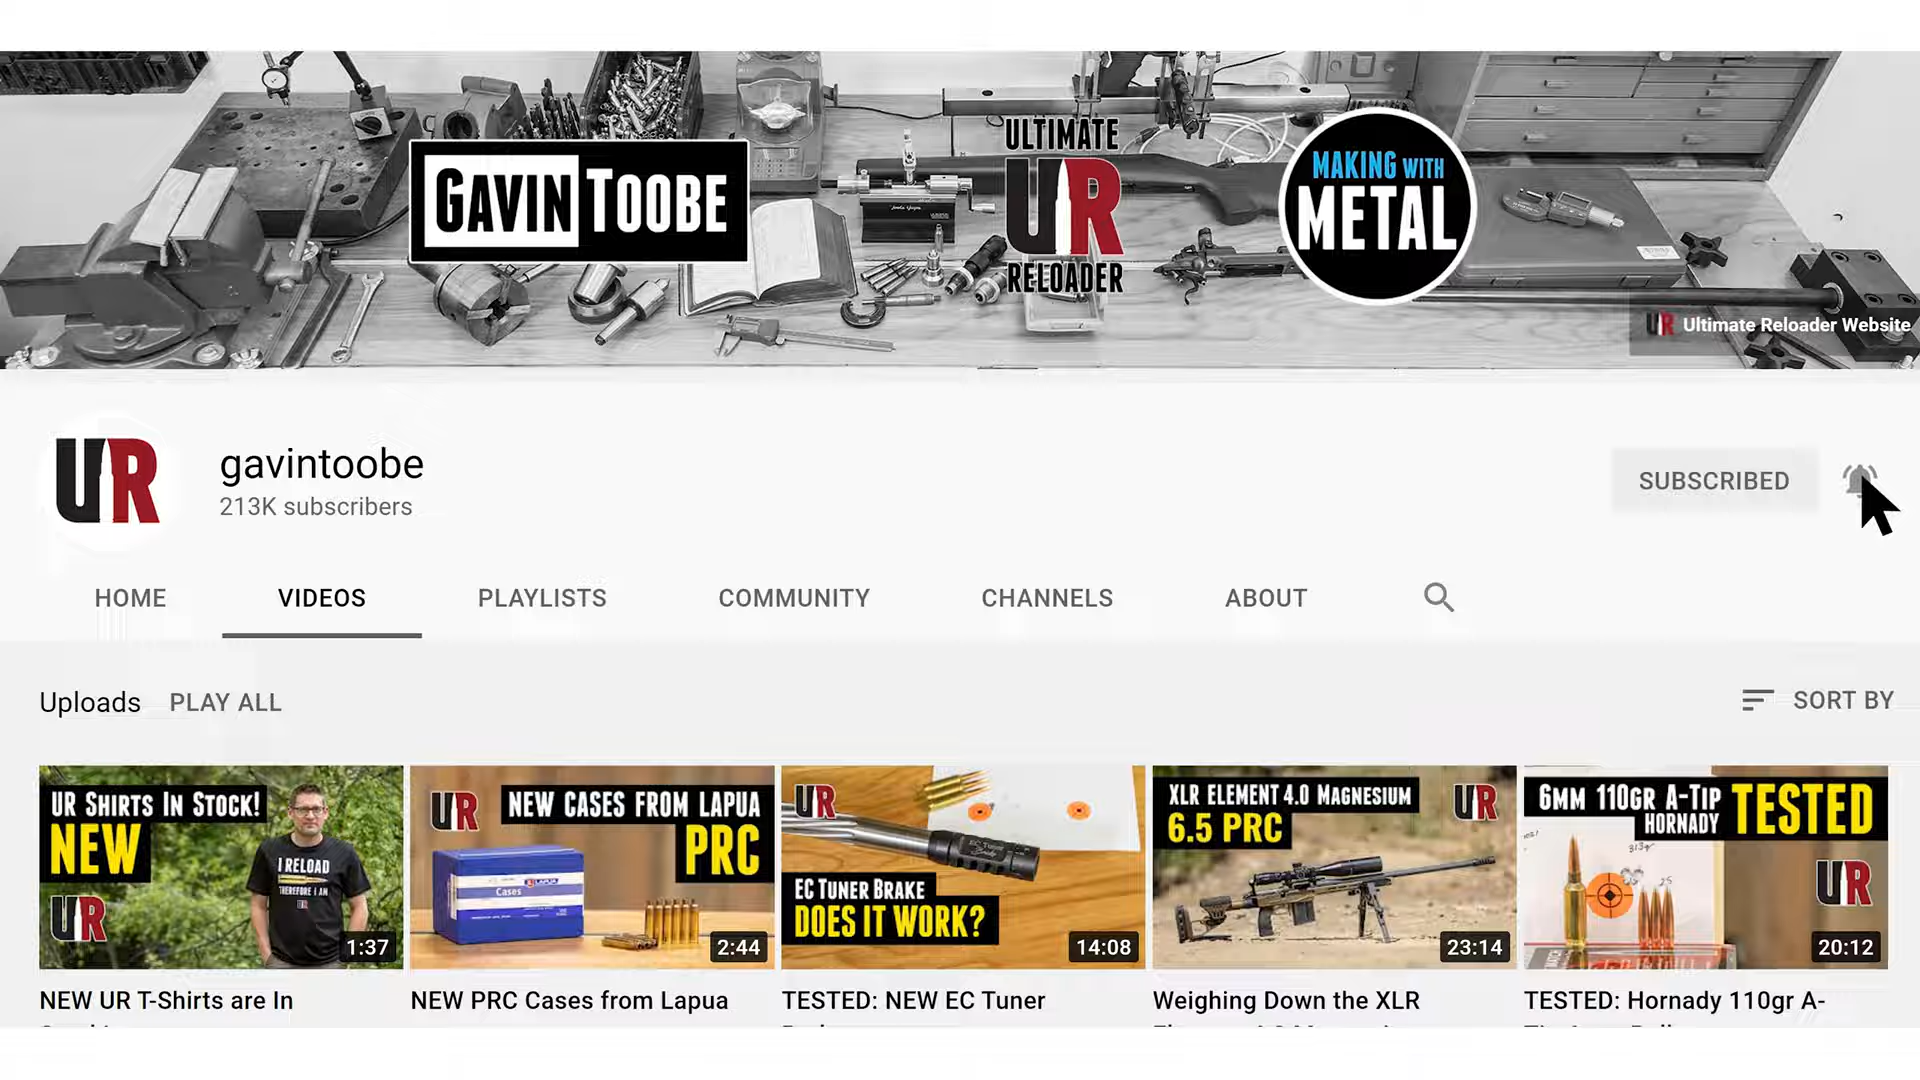 GAVIN TOOBE
ULTIMATE
UR
RELOADER
MAKING WITH
METAL
UR Ultimate Reloader Website
UR
gavintoobe
213K subscribers
SUBSCRIBED
HOME
VIDEOS
PLAYLISTS
COMMUNITY
CHANNELS
ABOUT
Uploads
PLAY ALL
SORT BY
UR SHIRTS IN STOCK!
NEW
UR
I RELOAD
THEREFORE I AM
1:37
UR
NEW CASES FROM LAPUA
PRC
Cases
LAPUA
2:44
UR
EC Tuner
EC TUNER BRAKE
DOES IT WORK?
14:08
XLR ELEMENT 4.0 MAGNESIUM
6.5 PRC
UR
23:14
6MM 110GR A-TIP
HORNADY
TESTED
UR
20:12
NEW UR T-Shirts are In
NEW PRC Cases from Lapua
TESTED: NEW EC Tuner
Weighing Down the XLR
TESTED: Hornady 110gr A-